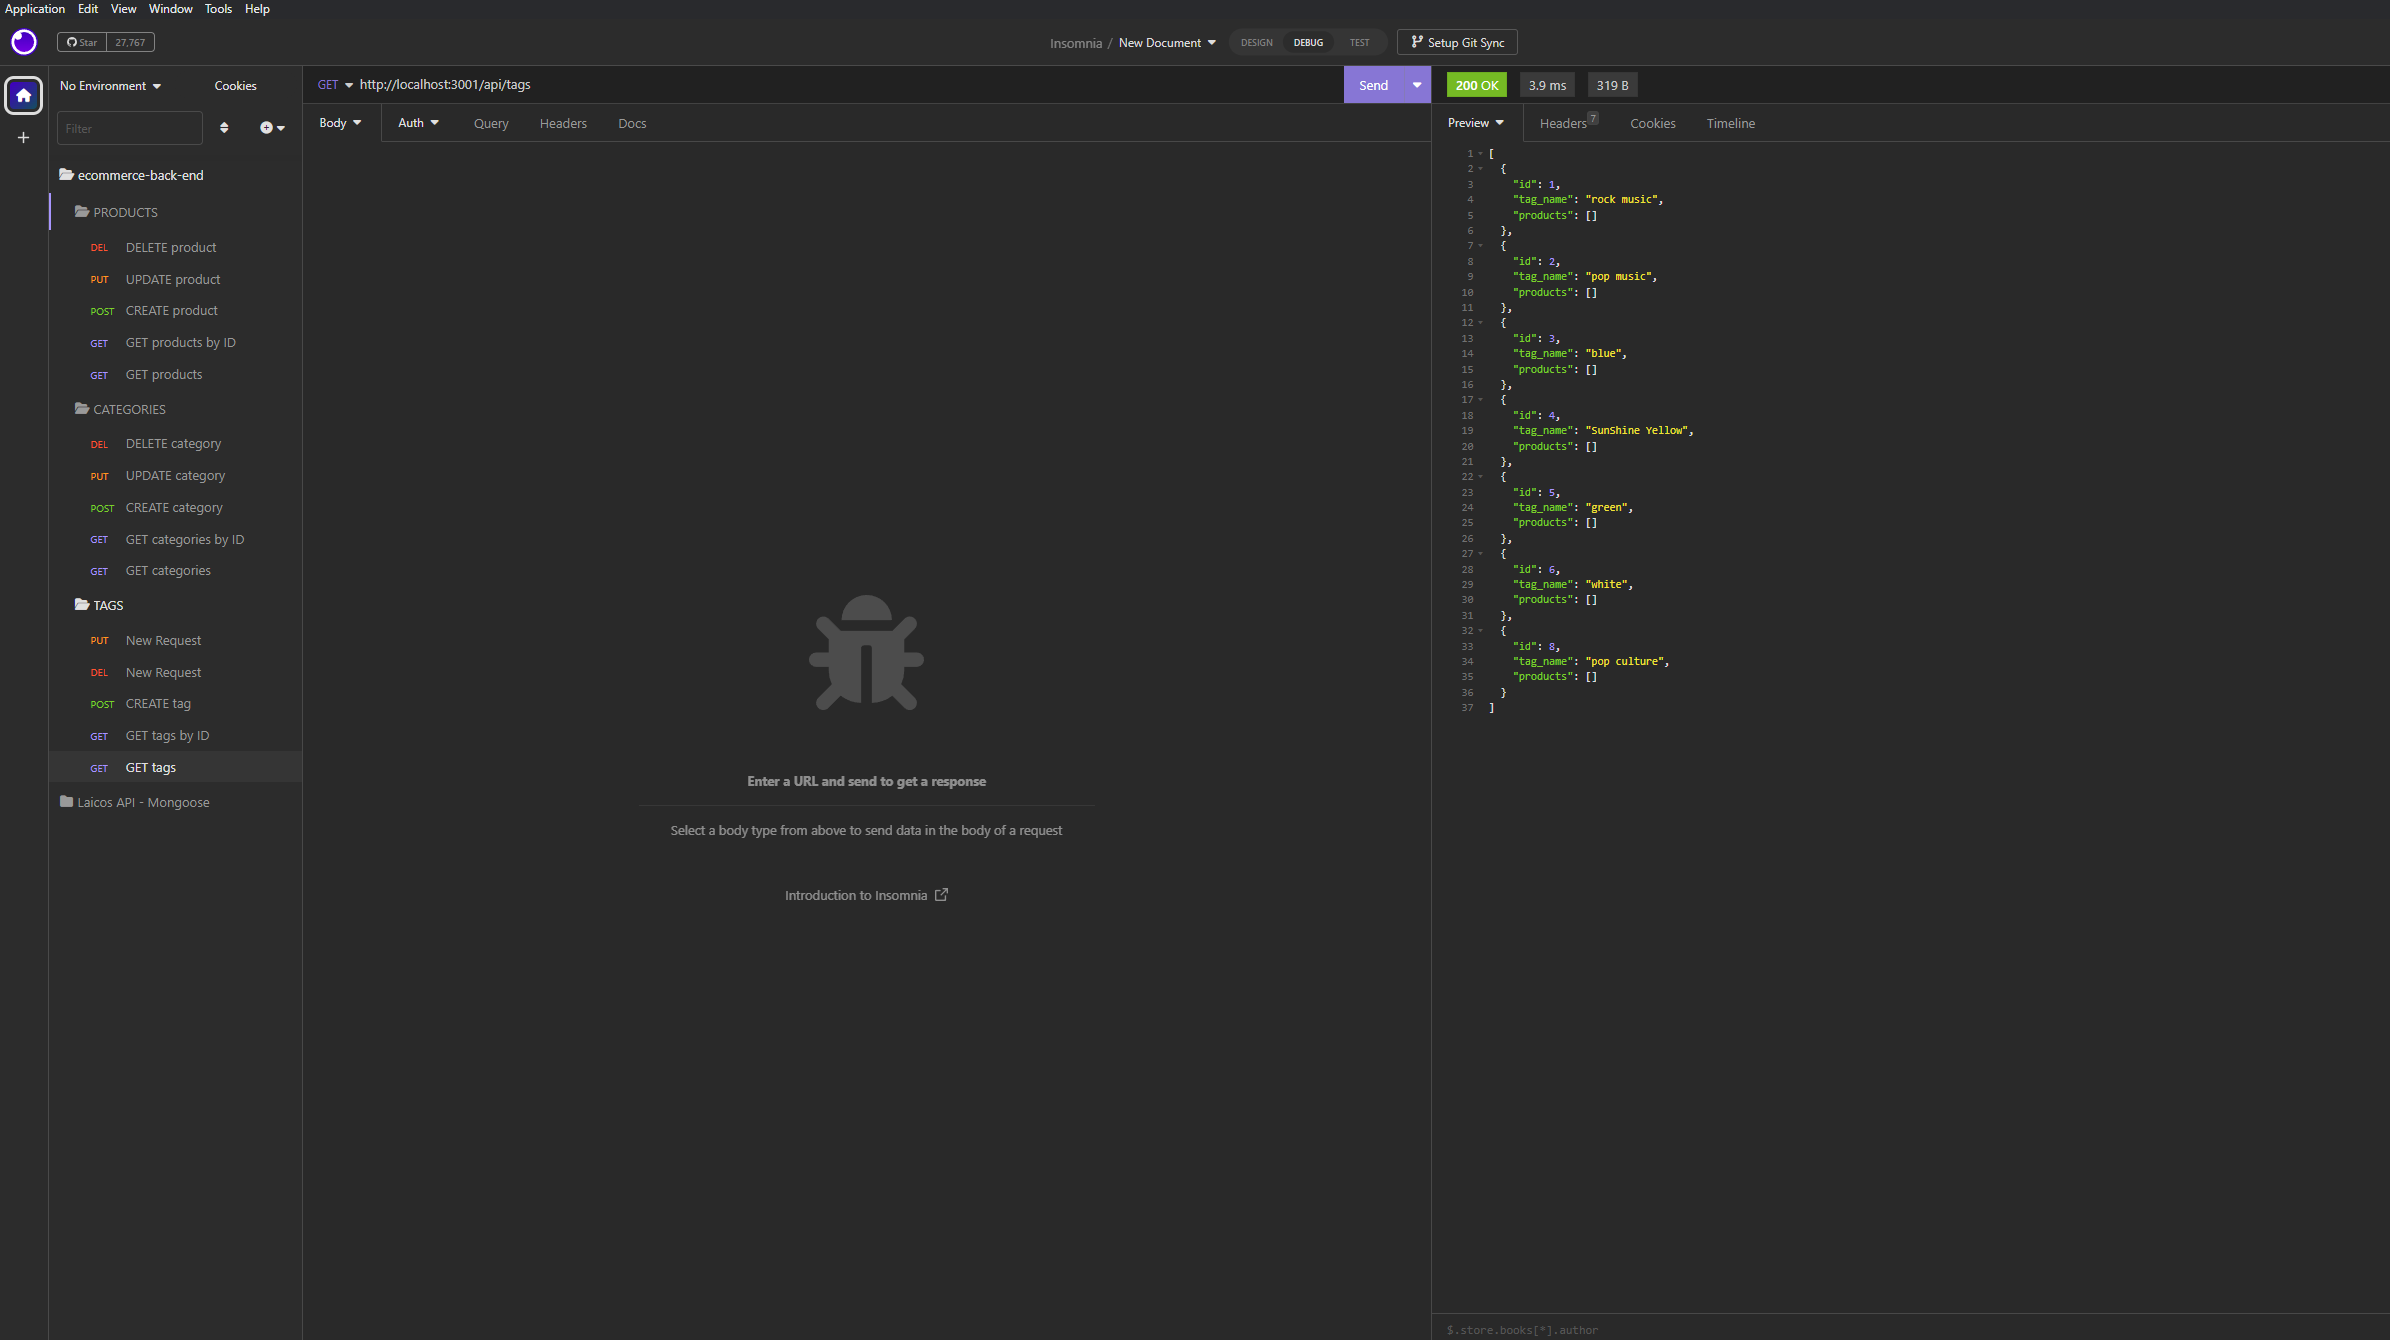 Application Edit View Window Tools Help
Star 27,767
Insomnia / New Document
DESIGN DEBUG TEST
Setup Git Sync
No Environment
Cookies
Filter
ecommerce-back-end
PRODUCTS
DEL DELETE product
PUT UPDATE product
POST CREATE product
GET GET products by ID
GET GET products
CATEGORIES
DEL DELETE category
PUT UPDATE category
POST CREATE category
GET GET categories by ID
GET GET categories
TAGS
PUT New Request
DEL New Request
POST CREATE tag
GET GET tags by ID
GET GET tags
Laicos API - Mongoose
GET http://localhost:3001/api/tags
Send
Body Auth Query Headers Docs
Enter a URL and send to get a response
Select a body type from above to send data in the body of a request
Introduction to Insomnia
200 OK 3.9 ms 319 B
Preview Headers 7 Cookies Timeline
1 [
2 {
3 "id": 1,
4 "tag_name": "rock music",
5 "products": []
6 },
7 {
8 "id": 2,
9 "tag_name": "pop music",
10 "products": []
11 },
12 {
13 "id": 3,
14 "tag_name": "blue",
15 "products": []
16 },
17 {
18 "id": 4,
19 "tag_name": "SunShine Yellow",
20 "products": []
21 },
22 {
23 "id": 5,
24 "tag_name": "green",
25 "products": []
26 },
27 {
28 "id": 6,
29 "tag_name": "white",
30 "products": []
31 },
32 {
33 "id": 8,
34 "tag_name": "pop culture",
35 "products": []
36 }
37 ]
$.store.books[*].author